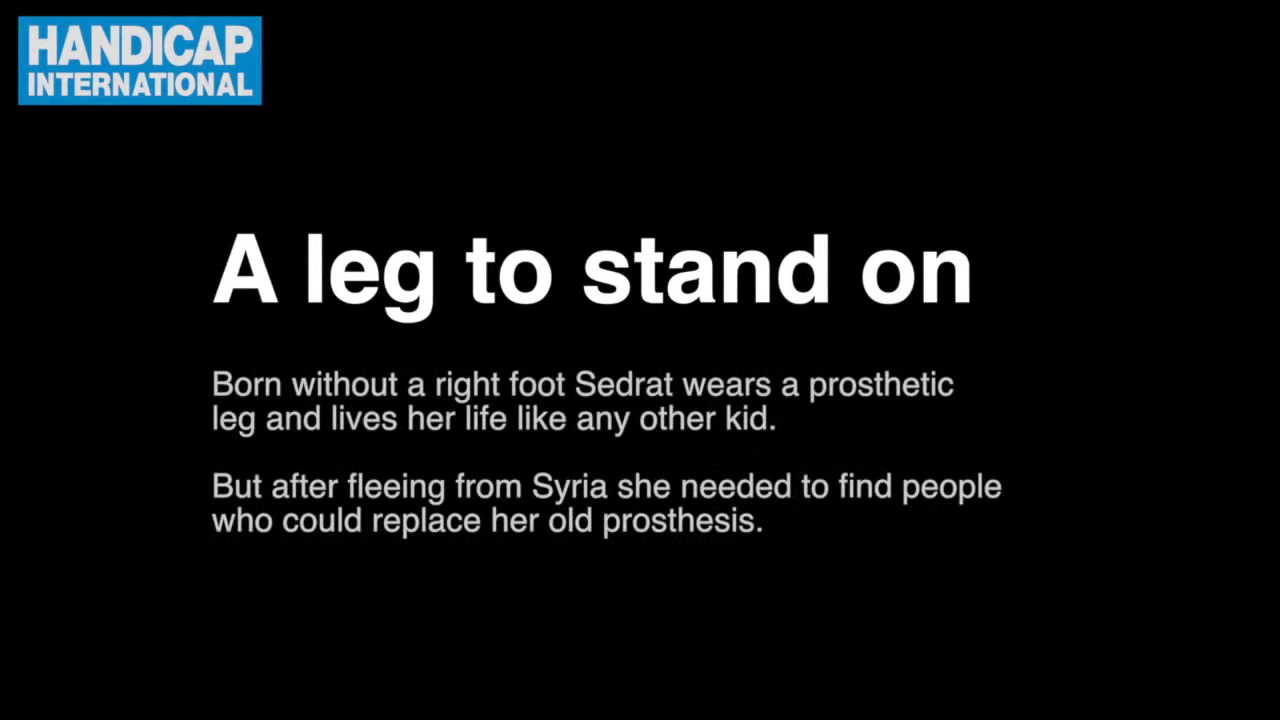 HANDICAP
INTERNATIONAL
A leg to stand on
Born without a right foot Sedrat wears a prosthetic
leg and lives her life like any other kid.
But after fleeing from Syria she needed to find people
who could replace her old prosthesis.